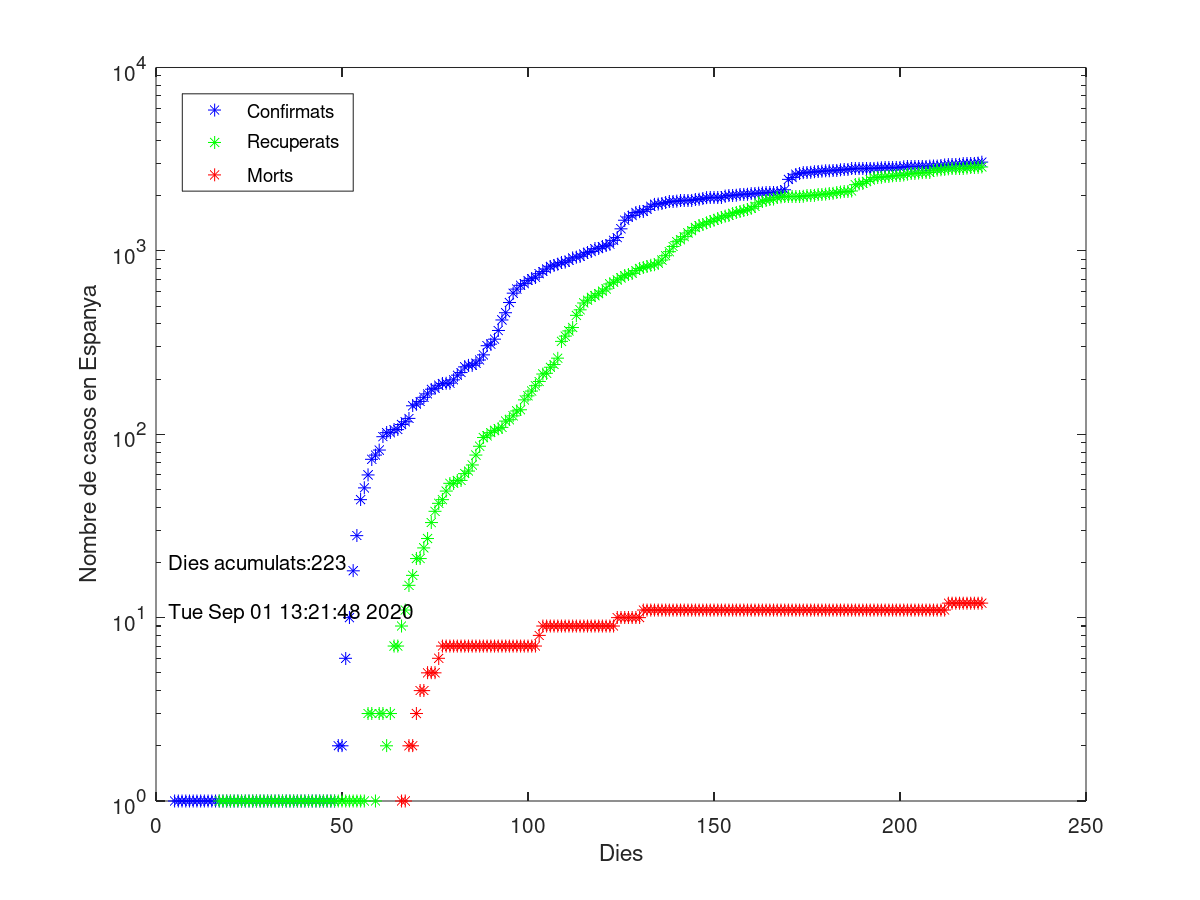 10^4
10^3
10^2
10^1
10^0
Confirmats
Recuperats
Morts
Nombre de casos en Espanya
Dies acumulats:223
Tue Sep 01 13:21:48 2020
0 50 100 150 200 250
Dies